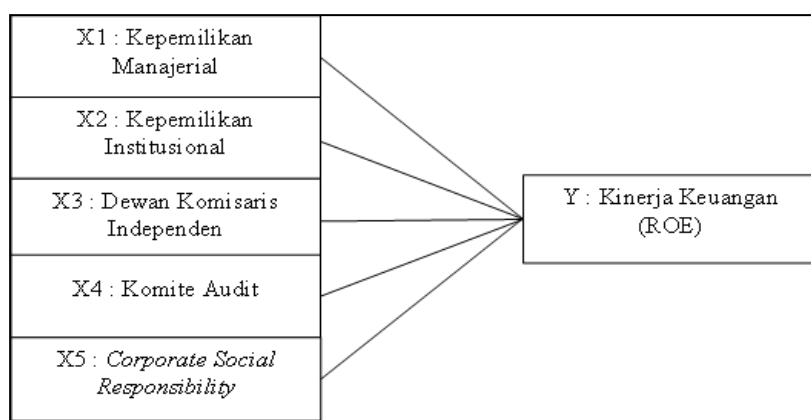 X1 : Kepemilikan
Manajerial
X2 : Kepemilikan
Institusional
X3 : Dewan Komisaris
Independen
X4 : Komite Audit
X5 : Corporate Social
Responsibility
Y : Kinerja Keuangan
(ROE)